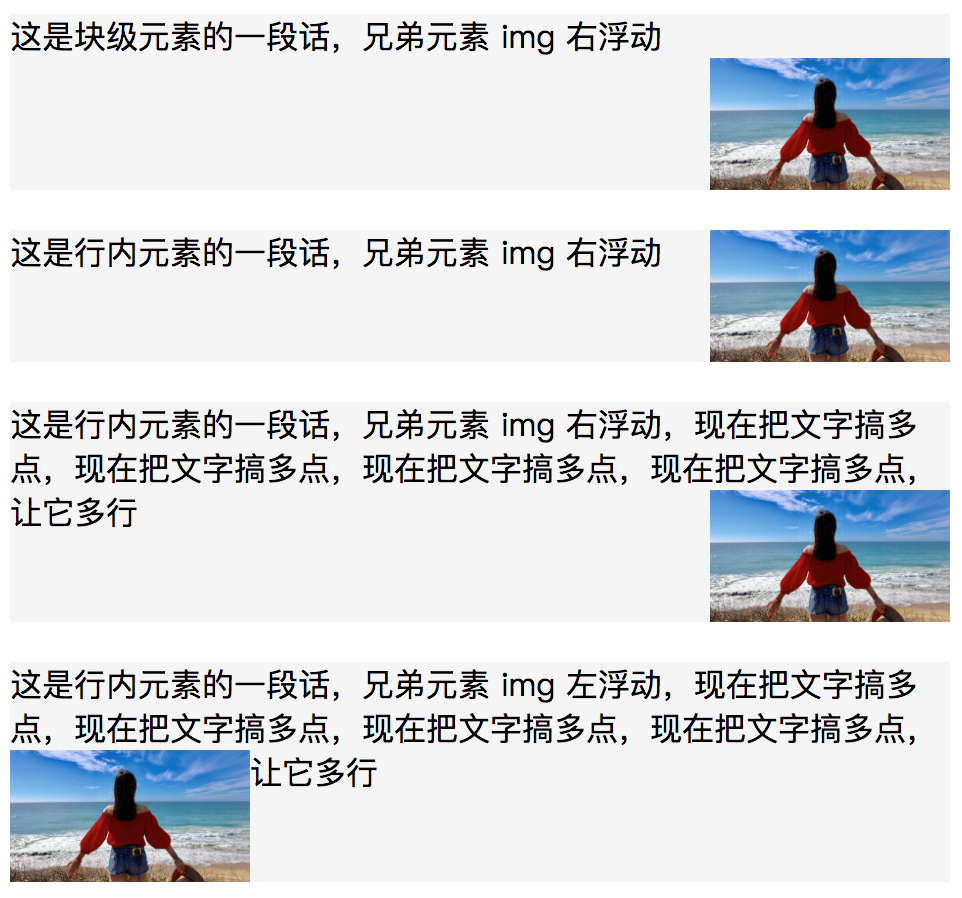 这是块级元素的一段话，兄弟元素 img 右浮动
这是行内元素的一段话，兄弟元素 img 右浮动
这是行内元素的一段话，兄弟元素 img 右浮动，现在把文字搞多
点，现在把文字搞多点，现在把文字搞多点，现在把文字搞多点，
让它多行
这是行内元素的一段话，兄弟元素 img 左浮动，现在把文字搞多
点，现在把文字搞多点，现在把文字搞多点，现在把文字搞多点，
让它多行